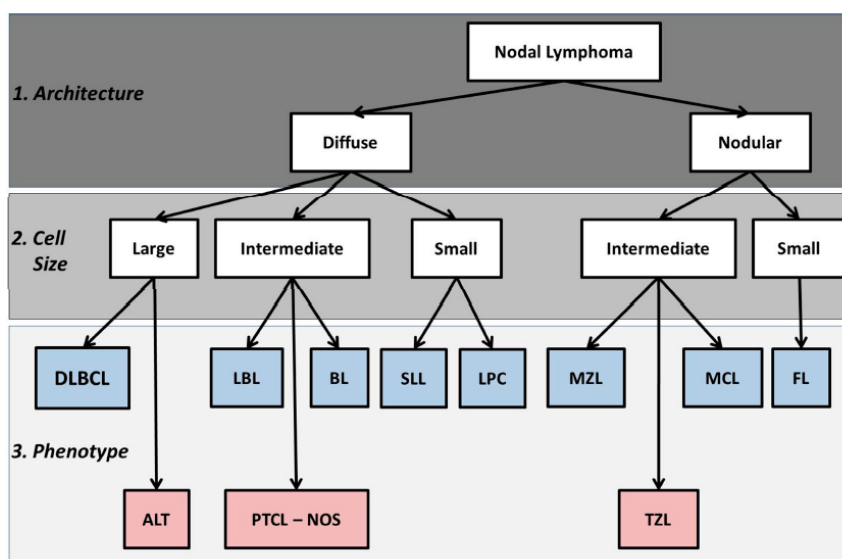 Nodal Lymphoma
1. Architecture
Diffuse
Nodular
2. Cell
Size
Large
Intermediate
Small
Intermediate
Small
DLBCL
LBL
BL
SLL
LPC
MZL
MCL
FL
3. Phenotype
ALT
PTCL – NOS
TZL